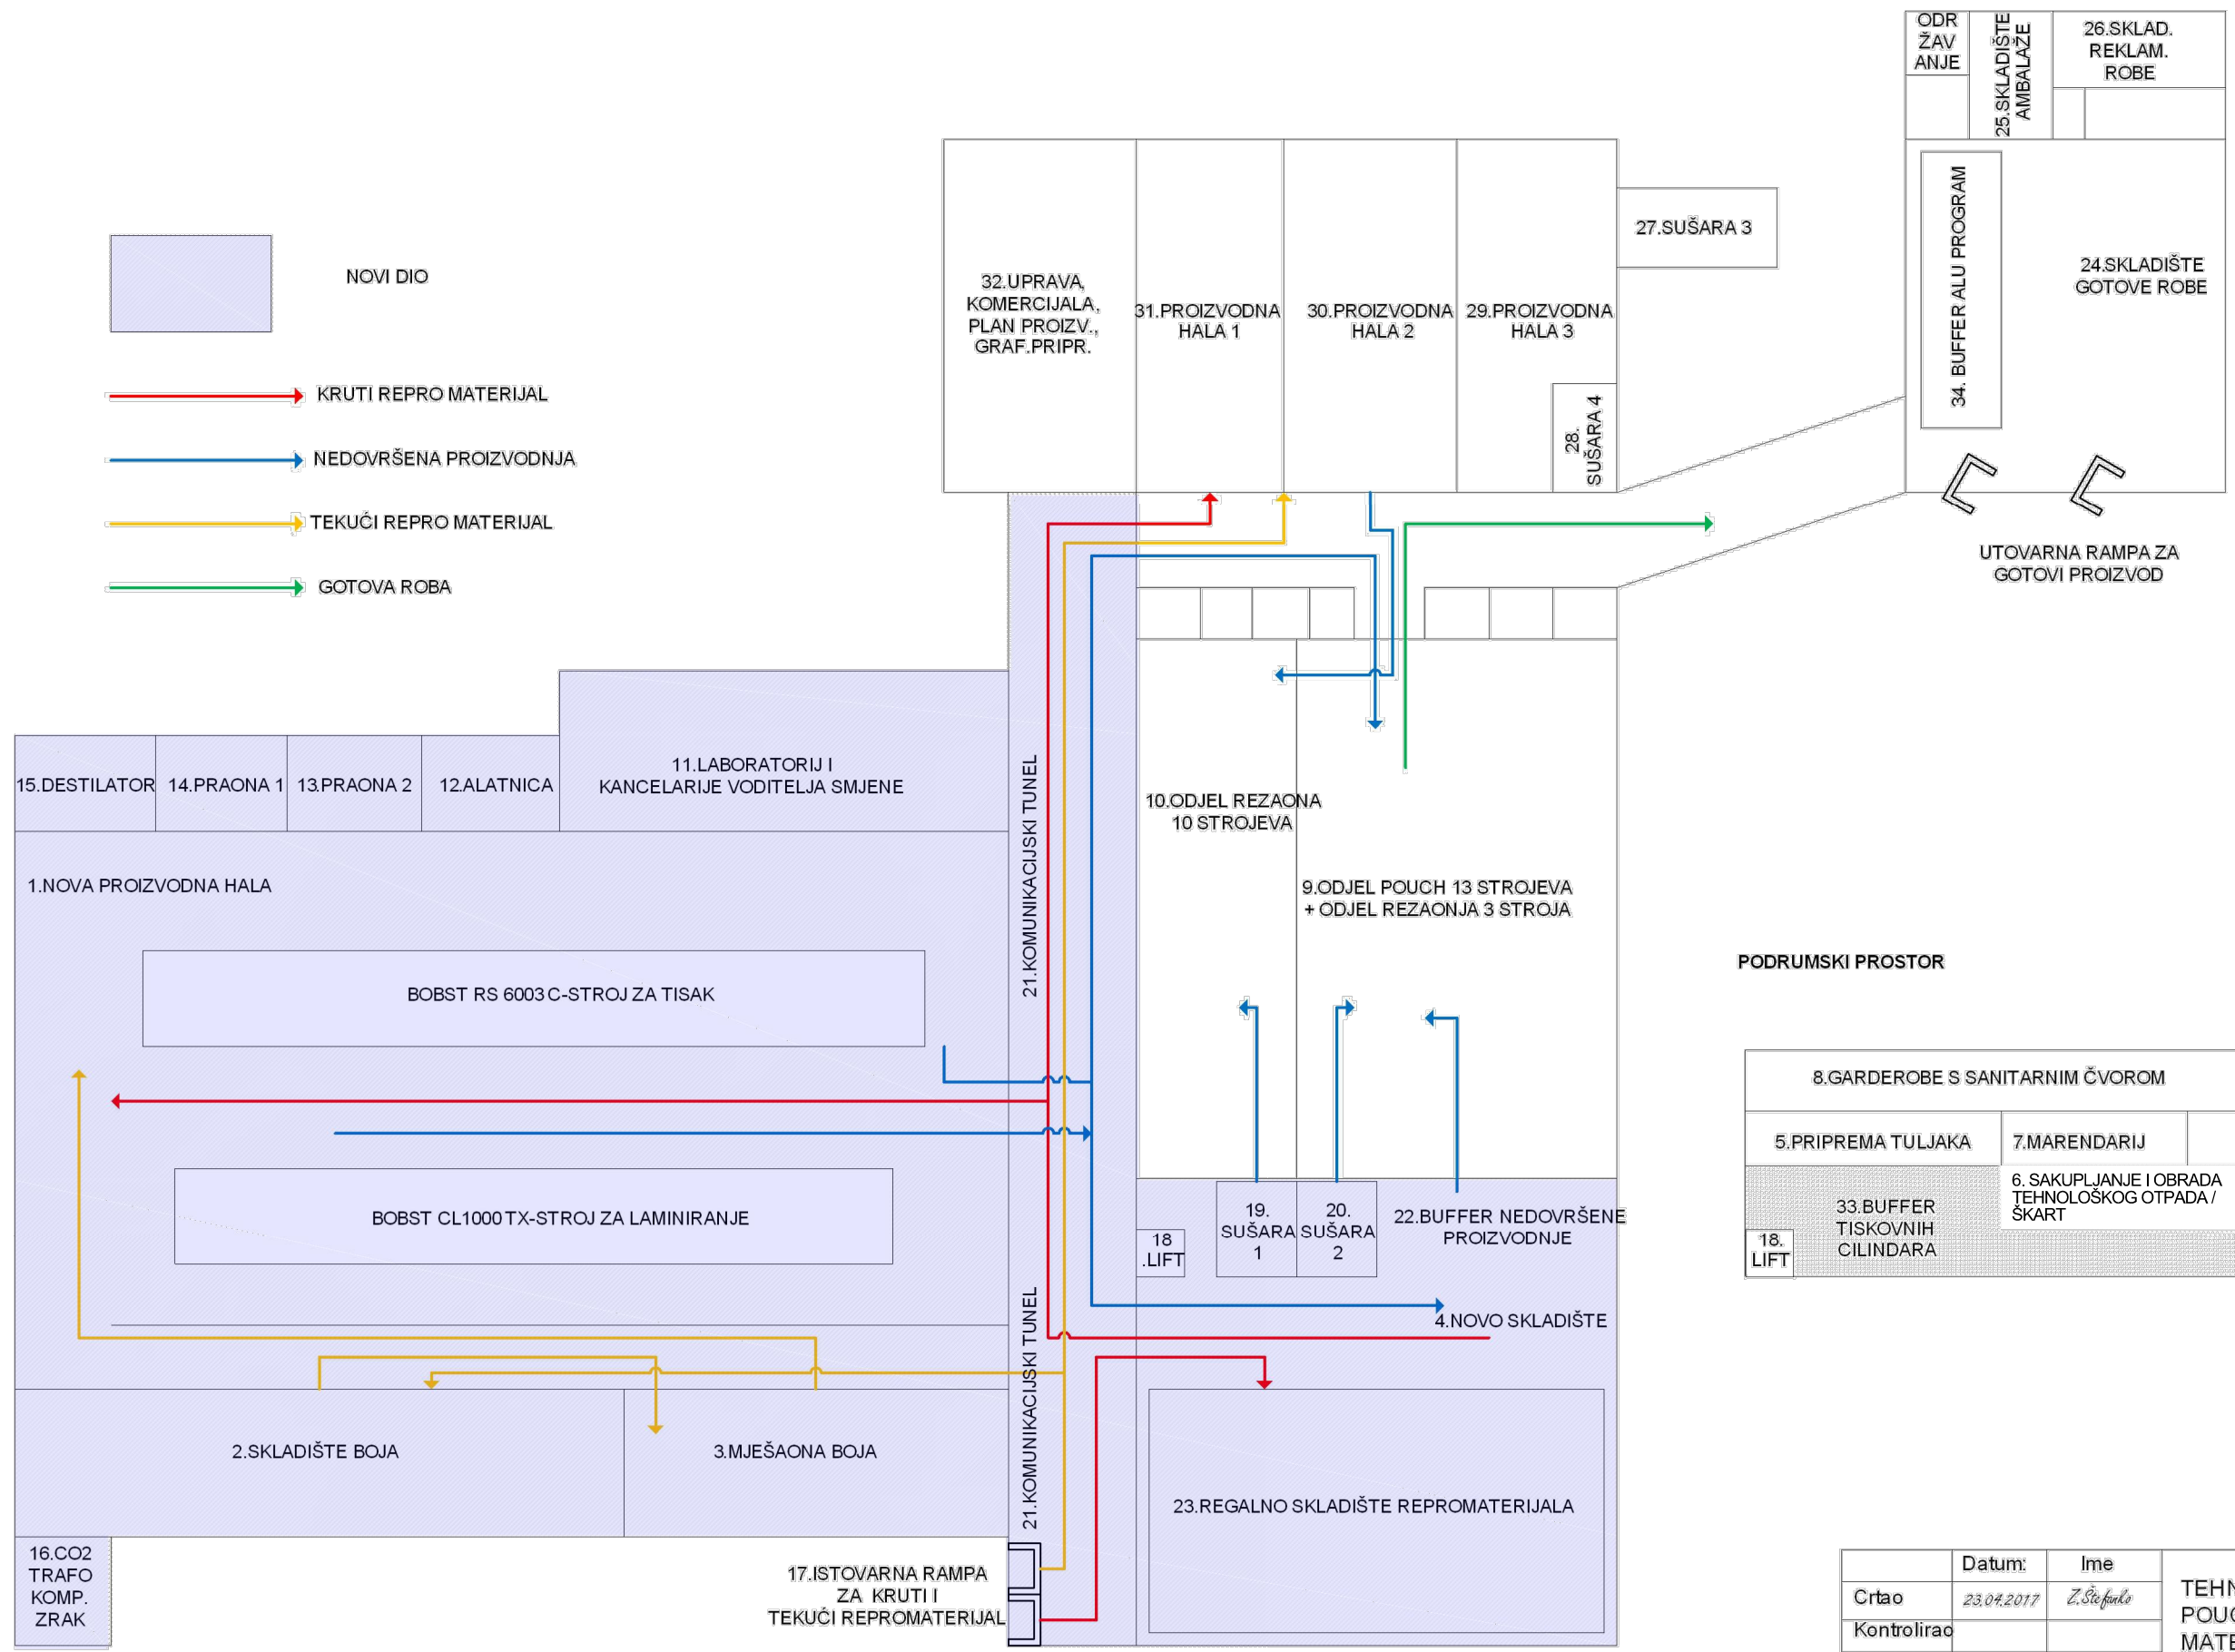 ODR
ŽAV
ANJE
25.SKLADIŠTE
AMBALAŽE
26.SKLAD.
REKLAM.
ROBE
34. BUFFER ALU PROGRAM
24.SKLADIŠTE
GOTOVE ROBE
UTOVARNA RAMPA ZA
GOTOVI PROIZVOD
NOVI DIO
KRUTI REPRO MATERIJAL
NEDOVRŠENA PROIZVODNJA
TEKUĆI REPRO MATERIJAL
GOTOVA ROBA
32.UPRAVA,
KOMERCIJALA,
PLAN PROIZV.,
GRAF.PRIPR.
31.PROIZVODNA
HALA 1
30.PROIZVODNA
HALA 2
29.PROIZVODNA
HALA 3
28.
SUŠARA 4
27.SUŠARA 3
15.DESTILATOR
14.PRAONA 1
13.PRAONA 2
12.ALATNICA
11.LABORATORIJ I
KANCELARIJE VODITELJA SMJENE
21.KOMUNIKACIJSKI TUNEL
10.ODJEL REZAONA
10 STROJEVA
9.ODJEL POUCH 13 STROJEVA
+ ODJEL REZAONJA 3 STROJA
1.NOVA PROIZVODNA HALA
BOBST RS 6003 C-STROJ ZA TISAK
BOBST CL1000 TX-STROJ ZA LAMINIRANJE
PODRUMSKI PROSTOR
8.GARDEROBE S SANITARNIM ČVOROM
5.PRIPREMA TULJAKA
7.MARENDARIJ
6. SAKUPLJANJE I OBRADA
TEHNOLOŠKOG OTPADA /
ŠKART
33.BUFFER
TISKOVNIH
CILINDARA
18.
LIFT
18
.LIFT
19.
SUŠARA
1
20.
SUŠARA
2
22.BUFFER NEDOVRŠENE
PROIZVODNJE
4.NOVO SKLADIŠTE
21.KOMUNIKACIJSKI TUNEL
2.SKLADIŠTE BOJA
3.MJEŠAONA BOJA
23.REGALNO SKLADIŠTE REPROMATERIJALA
16.CO2
TRAFO
KOMP.
ZRAK
17.ISTOVARNA RAMPA
ZA KRUTI I
TEKUĆI REPROMATERIJAL
Datum:
Ime
Crtao
23.04.2017
Z.Štefanko
Kontrolirao
TEHN
POUC
MATE